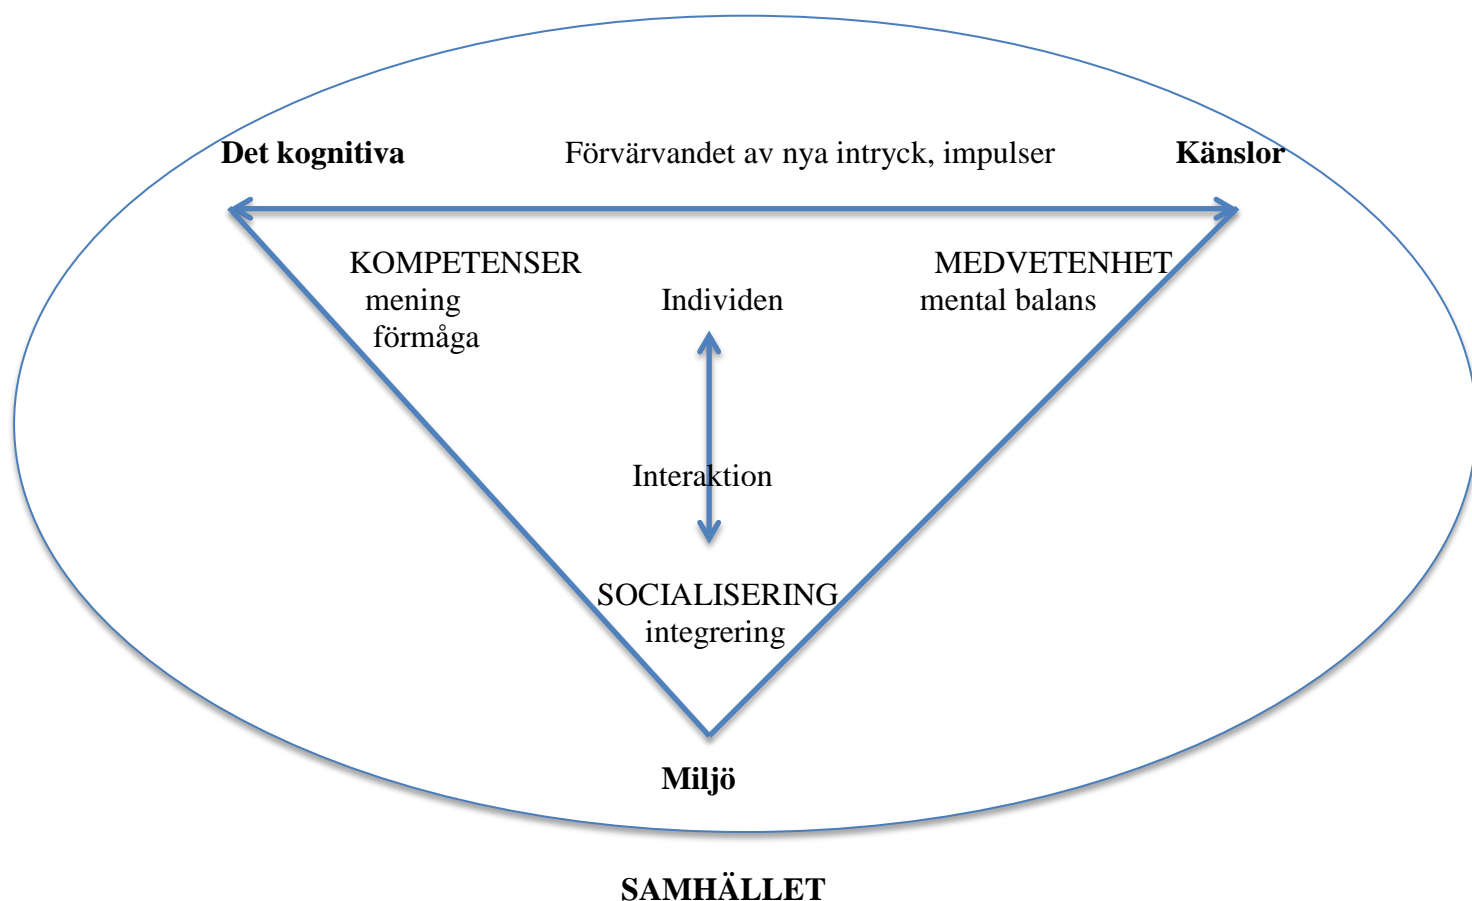 Det kognitiva Förvärvandet av nya intryck, impulser Känslor
KOMPETENSER MEDVETENHET
mening Individen mental balans
förmåga
Interaktion
SOCIALISERING
integrering
Miljö
SAMHÄLLET